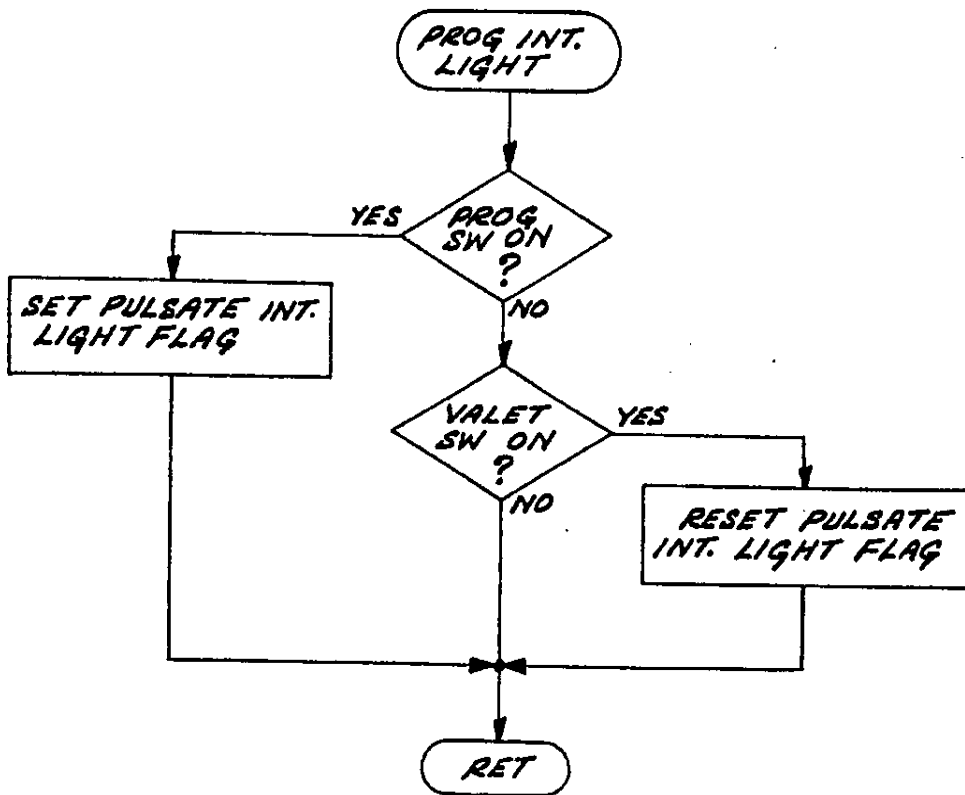 PROG INT.
LIGHT
YES
PROG
SW ON
?
NO
SET PULSATE INT.
LIGHT FLAG
VALET
SW ON
?
YES
NO
RESET PULSATE
INT. LIGHT FLAG
RET